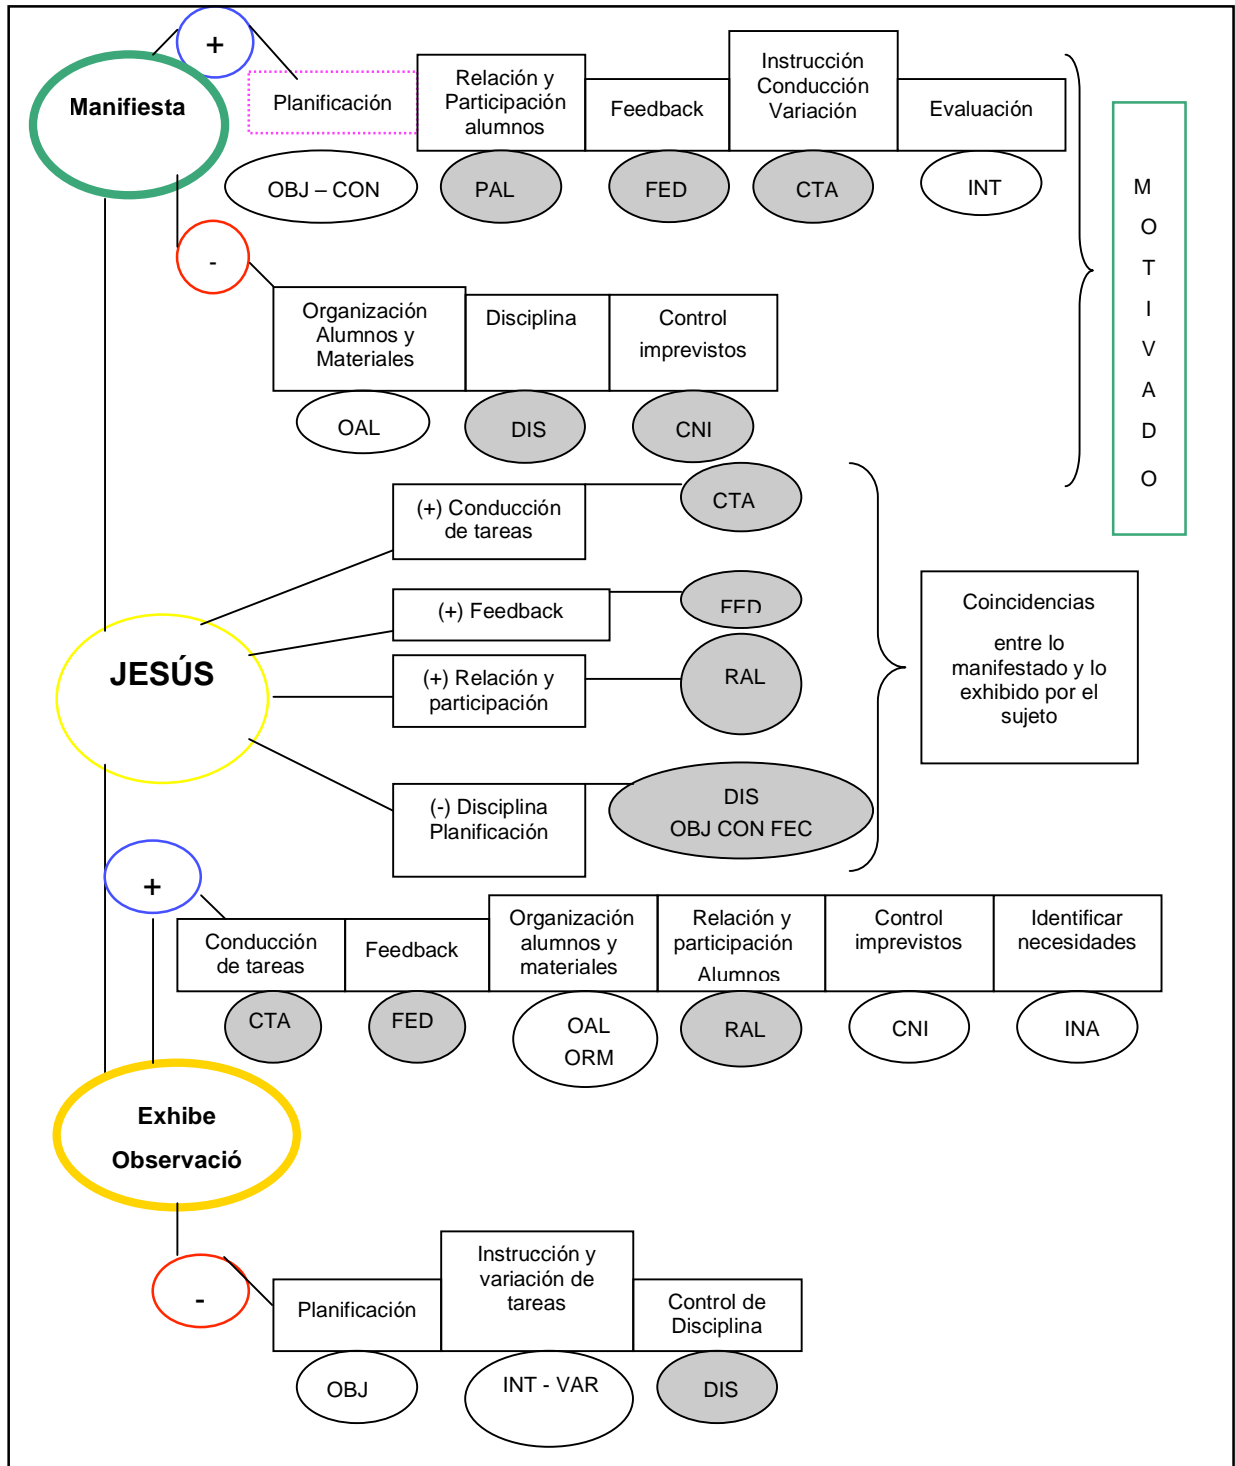 +
Manifiesta
Planificación
Relación y
Participación
alumnos
Feedback
Instrucción
Conducción
Variación
Evaluación
OBJ – CON
PAL
FED
CTA
INT
M
O
T
I
V
A
D
O
-
Organización
Alumnos y
Materiales
Disciplina
Control
imprevistos
OAL
DIS
CNI
(+) Conducción
de tareas
CTA
(+) Feedback
FED
JESÚS
(+) Relación y
participación
RAL
(-) Disciplina
Planificación
DIS
OBJ CON FEC
Coincidencias
entre lo
manifestado y lo
exhibido por el
sujeto
+
Conducción
de tareas
Feedback
Organización
alumnos y
materiales
Relación y
participación
Alumnos
Control
imprevistos
Identificar
necesidades
CTA
FED
OAL
ORM
RAL
CNI
INA
Exhibe
Observació
-
Planificación
Instrucción y
variación de
tareas
Control de
Disciplina
OBJ
INT - VAR
DIS